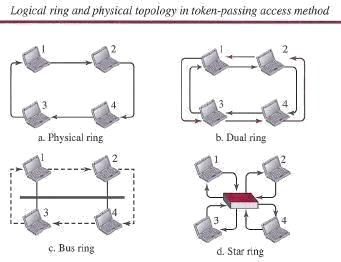 Logical ring and physical topology in token-passing access method
1 2
3 4
a. Physical ring
1 2
3 4
b. Dual ring
1 2
3 4
c. Bus ring
1 2
3 4
d. Star ring